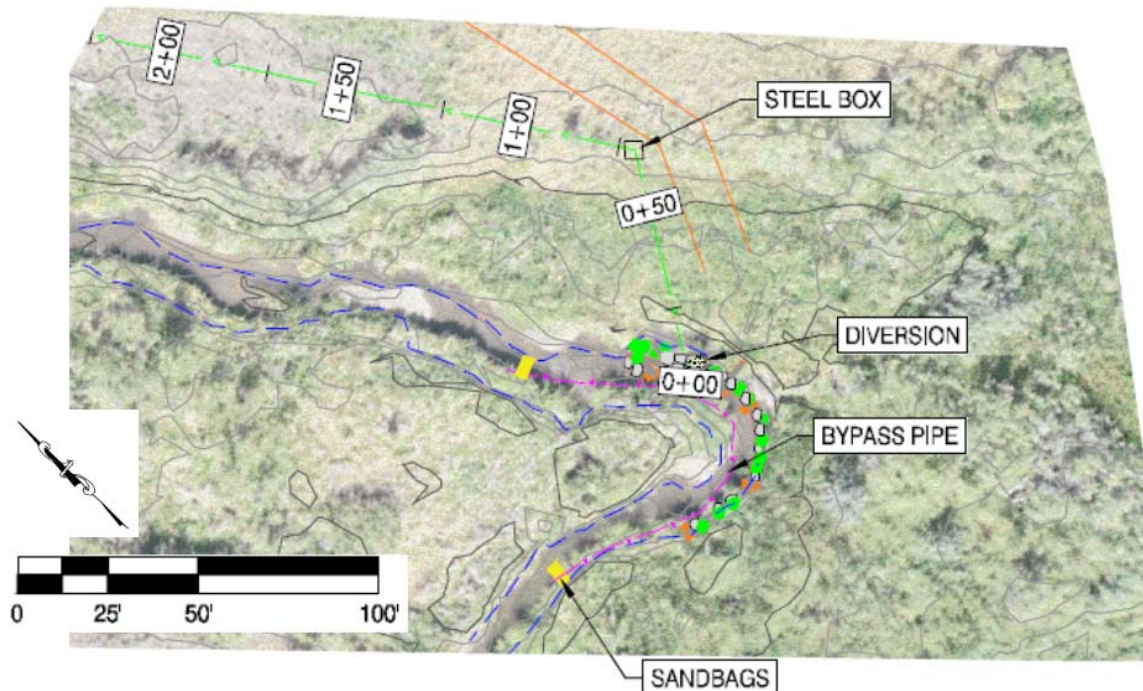 2+00
1+50
1+00
STEEL BOX
0+50
DIVERSION
0+00
BYPASS PIPE
0 25' 50' 100'
SANDBAGS